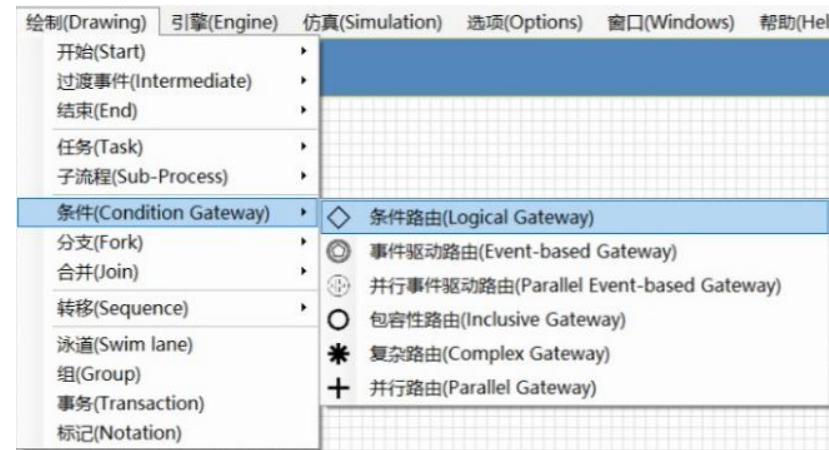 绘制(Drawing) 引擎(Engine) 仿真(Simulation) 选项(Options) 窗口(Windows) 帮助(Hel
开始(Start)
过渡事件(Intermediate)
结束(End)
任务(Task)
子流程(Sub-Process)
条件(Condition Gateway)
分支(Fork)
合并(Join)
转移(Sequence)
泳道(Swim lane)
组(Group)
事务(Transaction)
标记(Notation)
条件路由(Logical Gateway)
事件驱动路由(Event-based Gateway)
并行事件驱动路由(Parallel Event-based Gateway)
包容性路由(Inclusive Gateway)
复杂路由(Complex Gateway)
并行路由(Parallel Gateway)